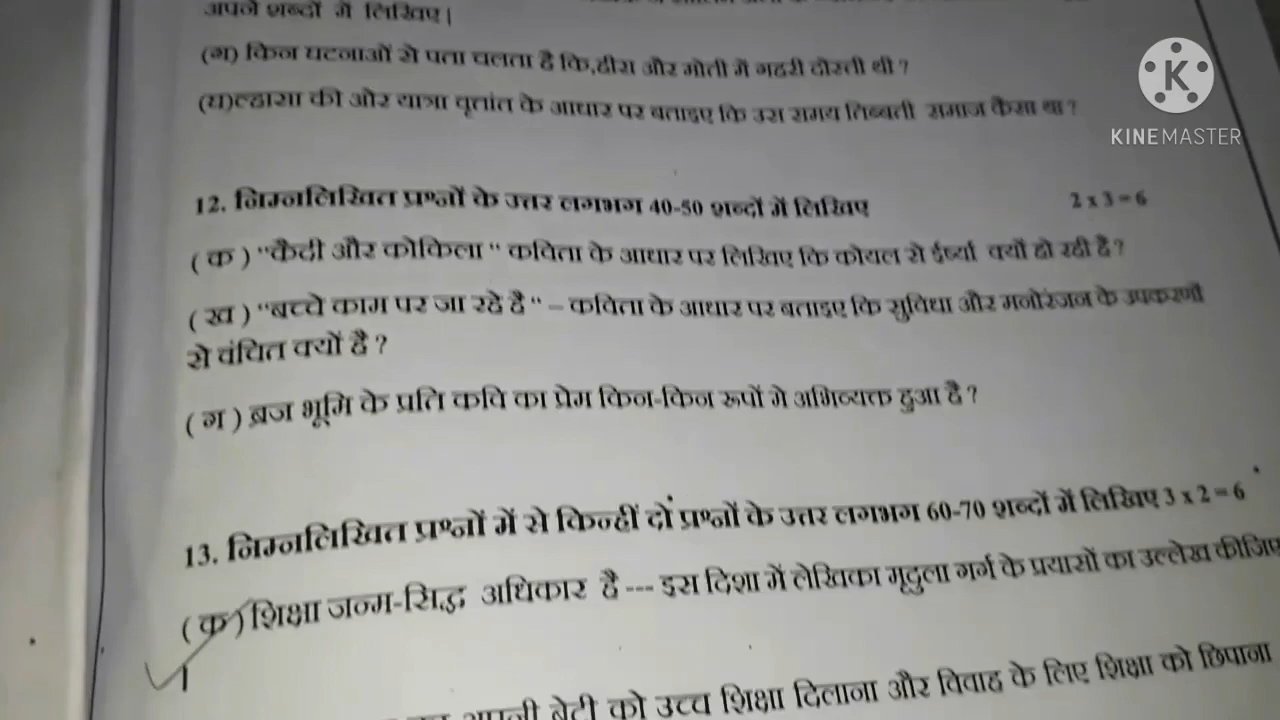 अपने शब्दों में लिखिए|
KINEMASTER
(ग) किन घटनाओं से पता चलता है कि,हीरा और मोती में गहरी दोस्ती थी ?
(घ)ल्हासा की ओर यात्रा वृतांत के आधार पर बताइए कि उस समय तिब्बती समाज कैसा था ?
12. निम्नलिखित प्रश्नों के उत्तर लगभग 40-50 शब्दों में लिखिए 2 x 3 = 6
( क ) "कैदी और कोकिला " कविता के आधार पर लिखिए कि कोयल से ईर्ष्या क्यों हो रही है ?
( ख ) "बच्चे काम पर जा रहे है" – कविता के आधार पर बताइए कि सुविधा और मनोरंजन के उपकरणों
से वंचित क्यों है ?
( ग ) ब्रज भूमि के प्रति कवि का प्रेम किन-किन रूपों मे अभिव्यक्त हुआ है ?
13. निम्नलिखित प्रश्नों में से किन्हीं दों प्रश्नों के उत्तर लगभग 60-70 शब्दों में लिखिए 3 x 2 = 6
( क ) शिक्षा जन्म-सिद्ध अधिकार है --- इस दिशा में लेखिका मृदुला गर्ग के प्रयासों का उल्लेख कीजिए
अपनी बेटी को उच्च शिक्षा दिलाना और विवाह के लिए शिक्षा को छिपाना